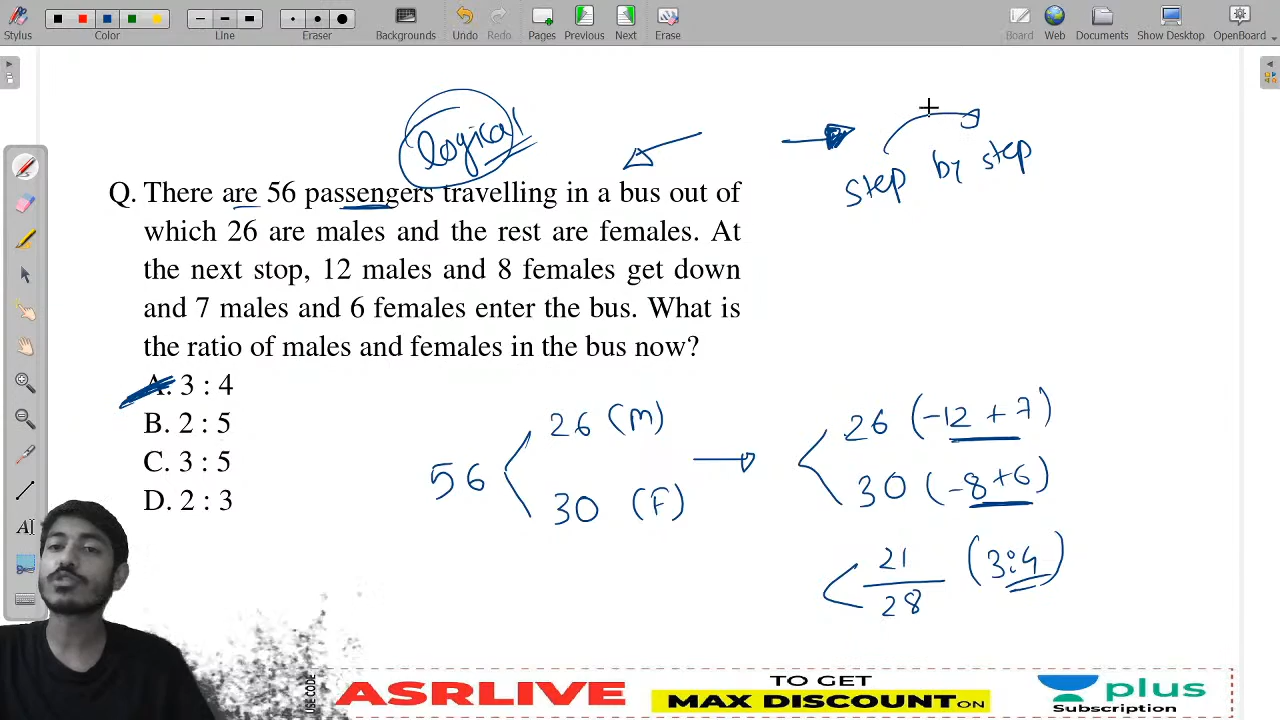 Stylus
Color
Line
Eraser
Backgrounds
Undo
Redo
Pages
Previous
Next
Erase
Board
Web
Documents
Show Desktop
OpenBoard
logical
step by step
Q. There are 56 passengers travelling in a bus out of
which 26 are males and the rest are females. At
the next stop, 12 males and 8 females get down
and 7 males and 6 females enter the bus. What is
the ratio of males and females in the bus now?
A. 3 : 4
B. 2 : 5
C. 3 : 5
D. 2 : 3
56
26 (M)
30 (F)
26 (-12 + 7)
30 (-8+6)
21
28
(3:4)
USE CODE
ASRLIVE
TO GET
MAX DISCOUNT ON
plus
Subscription